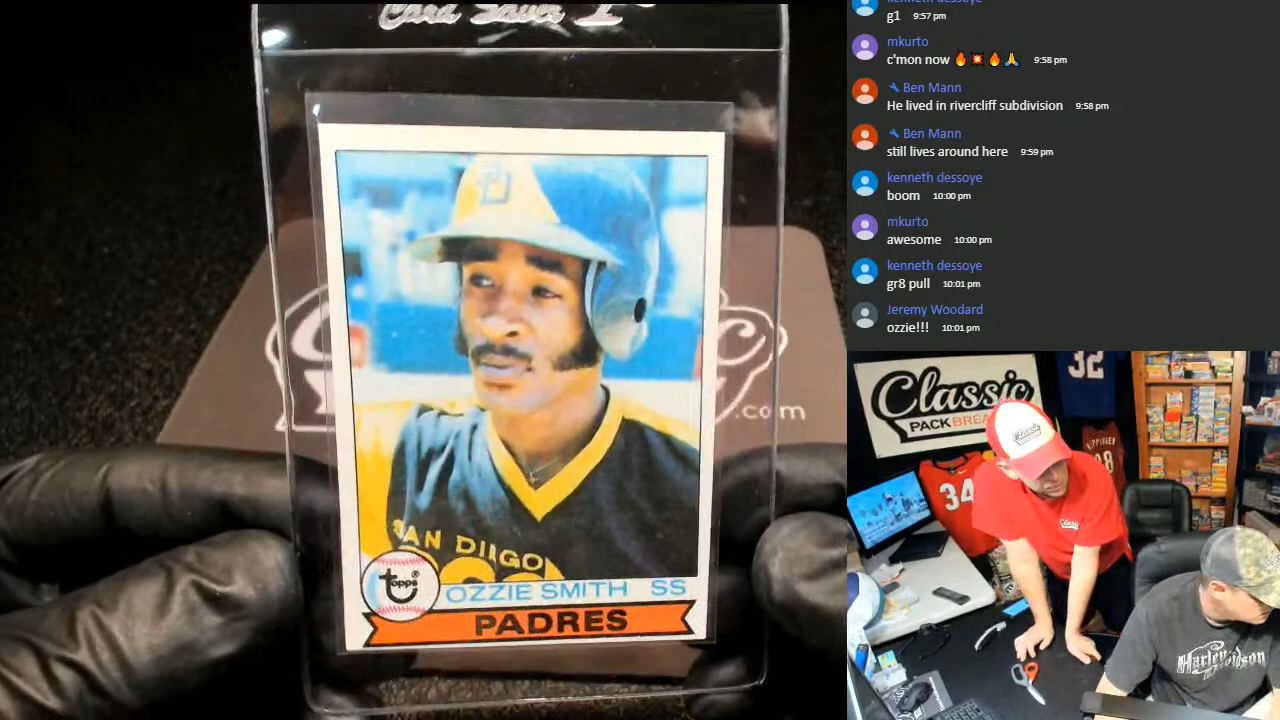 Card Saver I
SAN DIEGO
topps
OZZIE SMITH SS
PADRES
.com
kenneth dessoye
g1 9:57 pm
mkurto
c'mon now 🔥💥🔥🙏 9:58 pm
Ben Mann
He lived in rivercliff subdivision 9:58 pm
Ben Mann
still lives around here 9:59 pm
kenneth dessoye
boom 10:00 pm
mkurto
awesome 10:00 pm
kenneth dessoye
gr8 pull 10:01 pm
Jeremy Woodard
ozzie!!! 10:01 pm
32
Classic
PACK BREA
34
Harley-Davidson